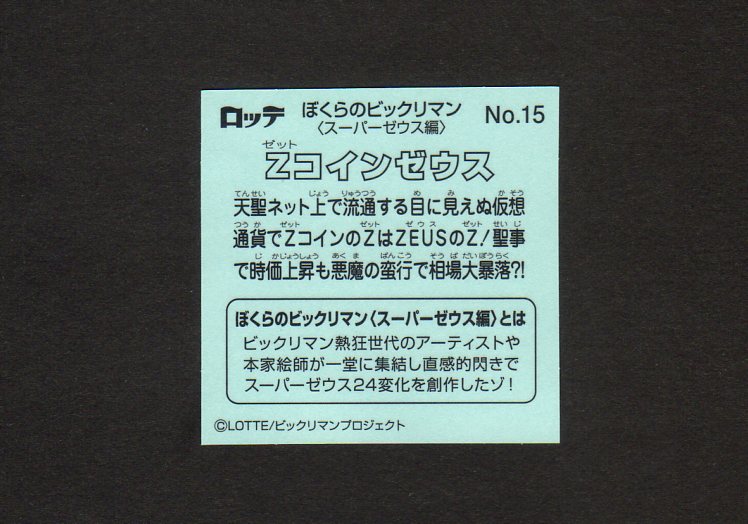 ロッテ ぼくらのビックリマン No.15
〈スーパーゼウス編〉
ゼット
Zコインゼウス
てんせい じょう りゅうつう め み かそう
天聖ネット上で流通する目に見えぬ仮想
つうか ゼット ゼット ゼウス ゼット せいじ
通貨でZコインのZはZEUSのZ!聖事
じかじょうしょう あくま ばんこう そうばだいぼうらく
で時価上昇も悪魔の蛮行で相場大暴落?!
ぼくらのビックリマン〈スーパーゼウス編〉とは
ビックリマン熱狂世代のアーティストや
本家絵師が一堂に集結し直感的閃きで
スーパーゼウス24変化を創作したゾ!
©LOTTE/ビックリマンプロジェクト